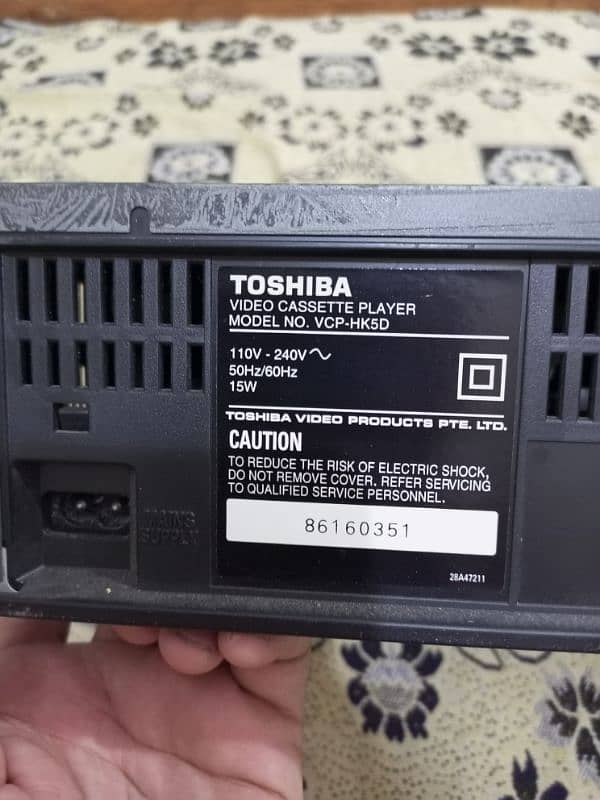 TOSHIBA
VIDEO CASSETTE PLAYER
MODEL NO. VCP-HK5D
110V - 240V ～
50Hz/60Hz
15W
TOSHIBA VIDEO PRODUCTS PTE. LTD.
CAUTION
TO REDUCE THE RISK OF ELECTRIC SHOCK,
DO NOT REMOVE COVER. REFER SERVICING
TO QUALIFIED SERVICE PERSONNEL.
86160351
28A47211
MAINS
SUPPLY